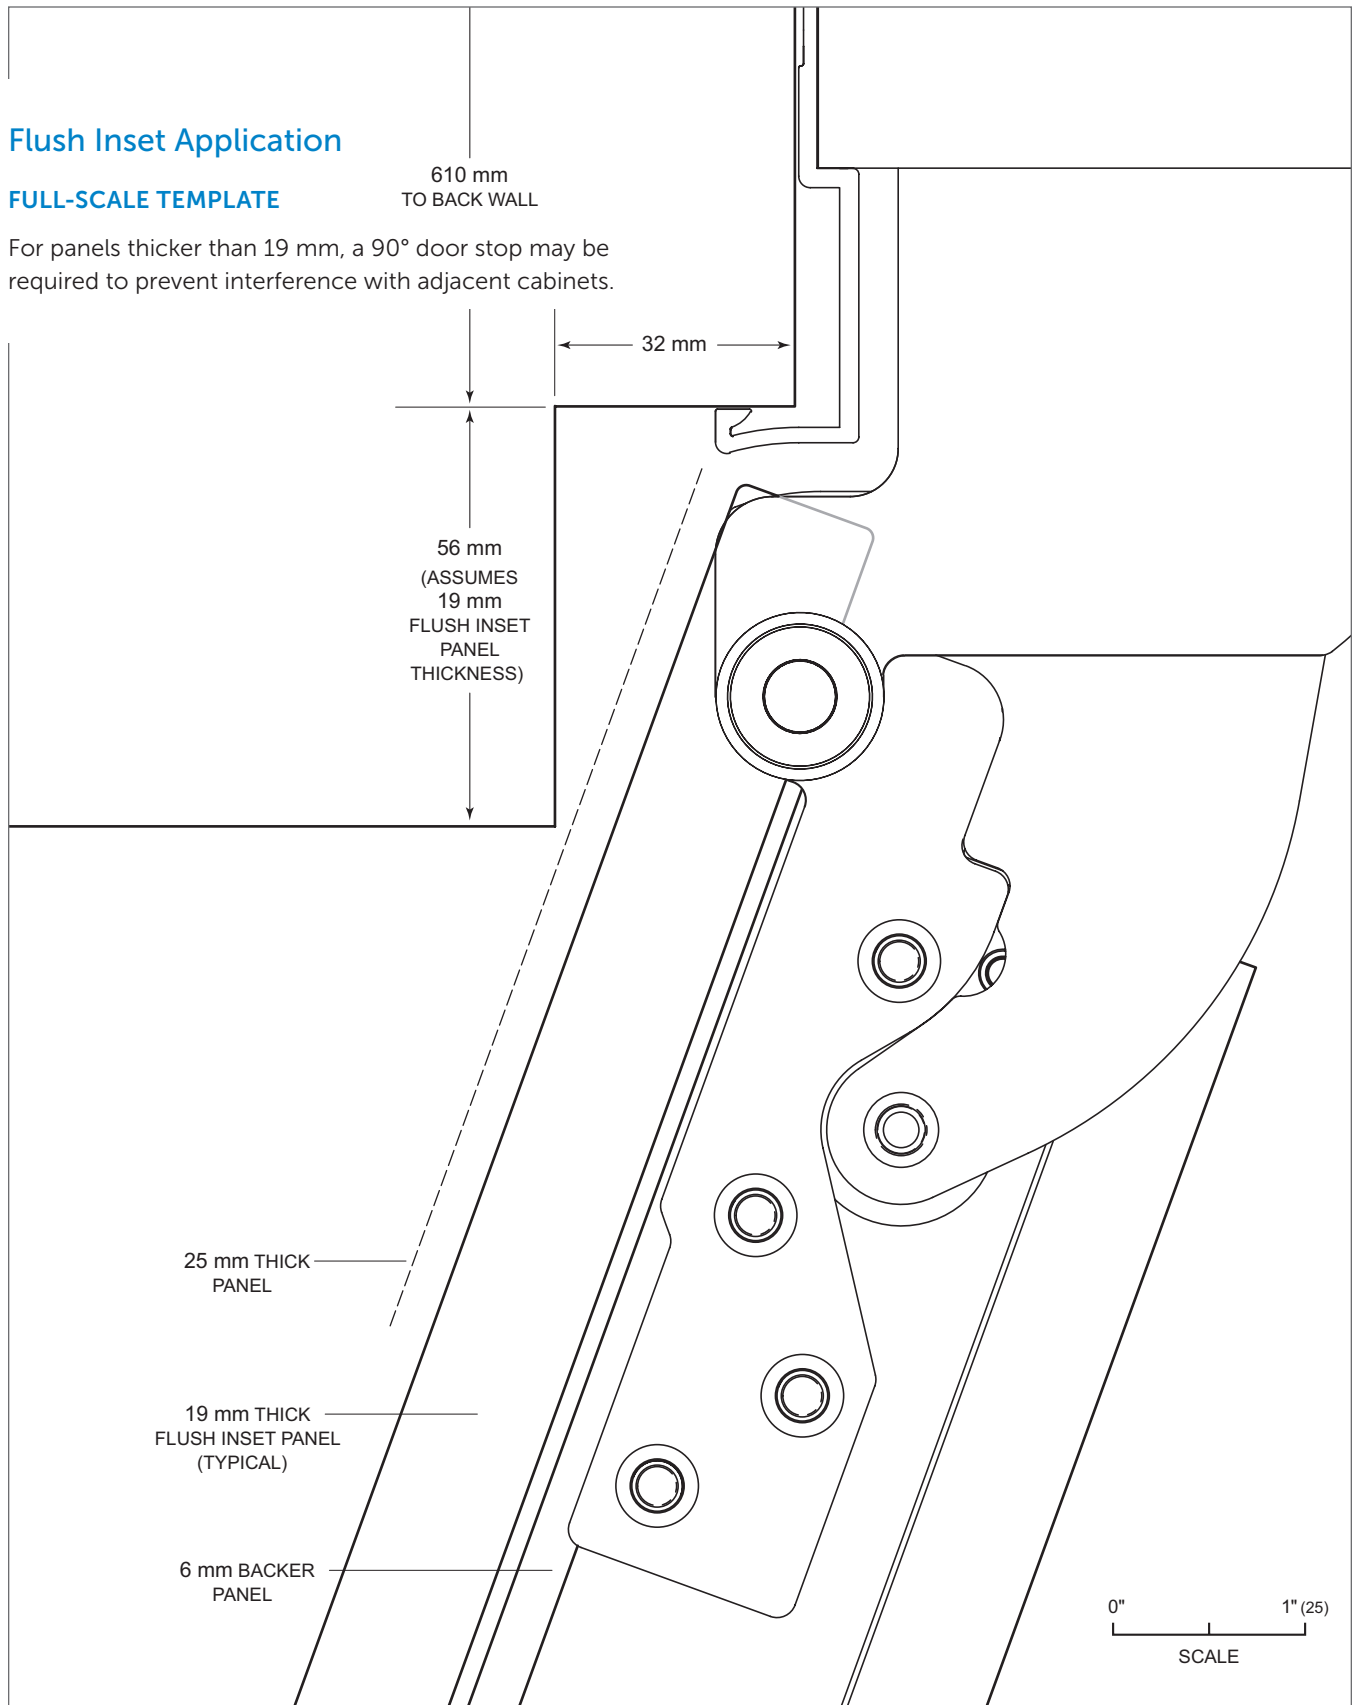 Flush Inset Application
FULL-SCALE TEMPLATE
For panels thicker than 19 mm, a 90° door stop may be
required to prevent interference with adjacent cabinets.
610 mm
TO BACK WALL
32 mm
56 mm
(ASSUMES
19 mm
FLUSH INSET
PANEL
THICKNESS)
25 mm THICK
PANEL
19 mm THICK
FLUSH INSET PANEL
(TYPICAL)
6 mm BACKER
PANEL
0" 1" (25)
SCALE